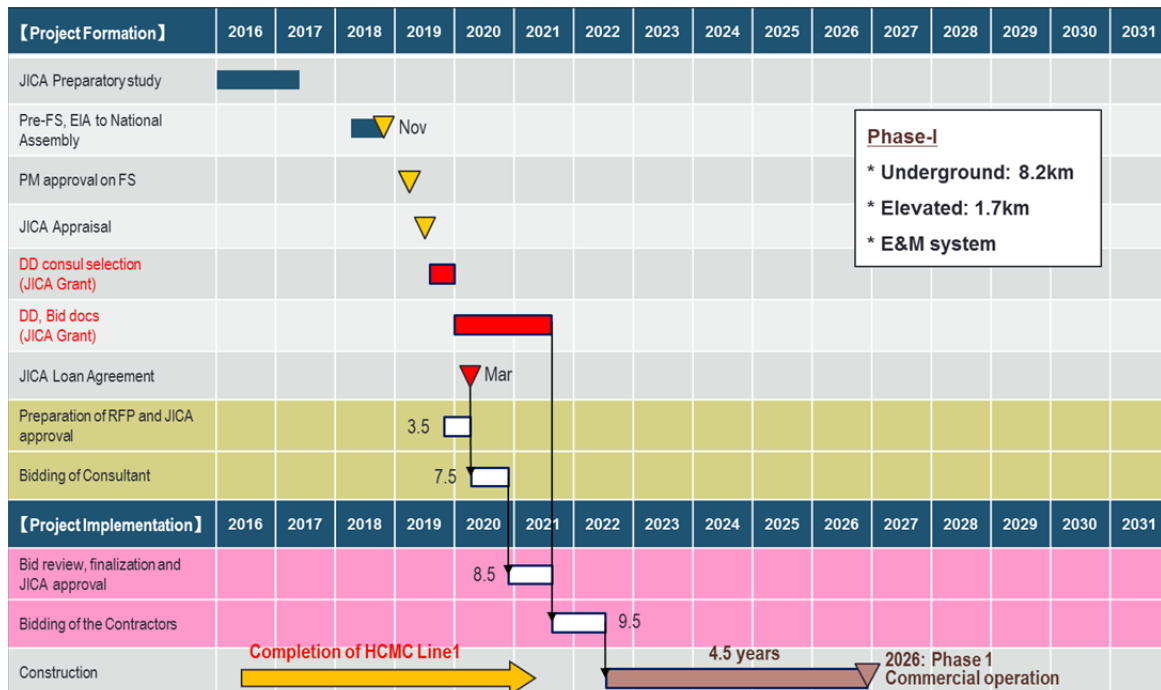 【Project Formation】 2016 2017 2018 2019 2020 2021 2022 2023 2024 2025 2026 2027 2028 2029 2030 2031
JICA Preparatory study
Pre-FS, EIA to National
Assembly
Nov
PM approval on FS
JICA Appraisal
DD consul selection
(JICA Grant)
DD, Bid docs
(JICA Grant)
JICA Loan Agreement
Mar
Preparation of RFP and JICA
approval
3.5
Bidding of Consultant
7.5
Phase-I
* Underground: 8.2km
* Elevated: 1.7km
* E&M system
【Project Implementation】 2016 2017 2018 2019 2020 2021 2022 2023 2024 2025 2026 2027 2028 2029 2030 2031
Bid review, finalization and
JICA approval
8.5
Bidding of the Contractors
9.5
Construction
Completion of HCMC Line1
4.5 years
2026: Phase 1
Commercial operation